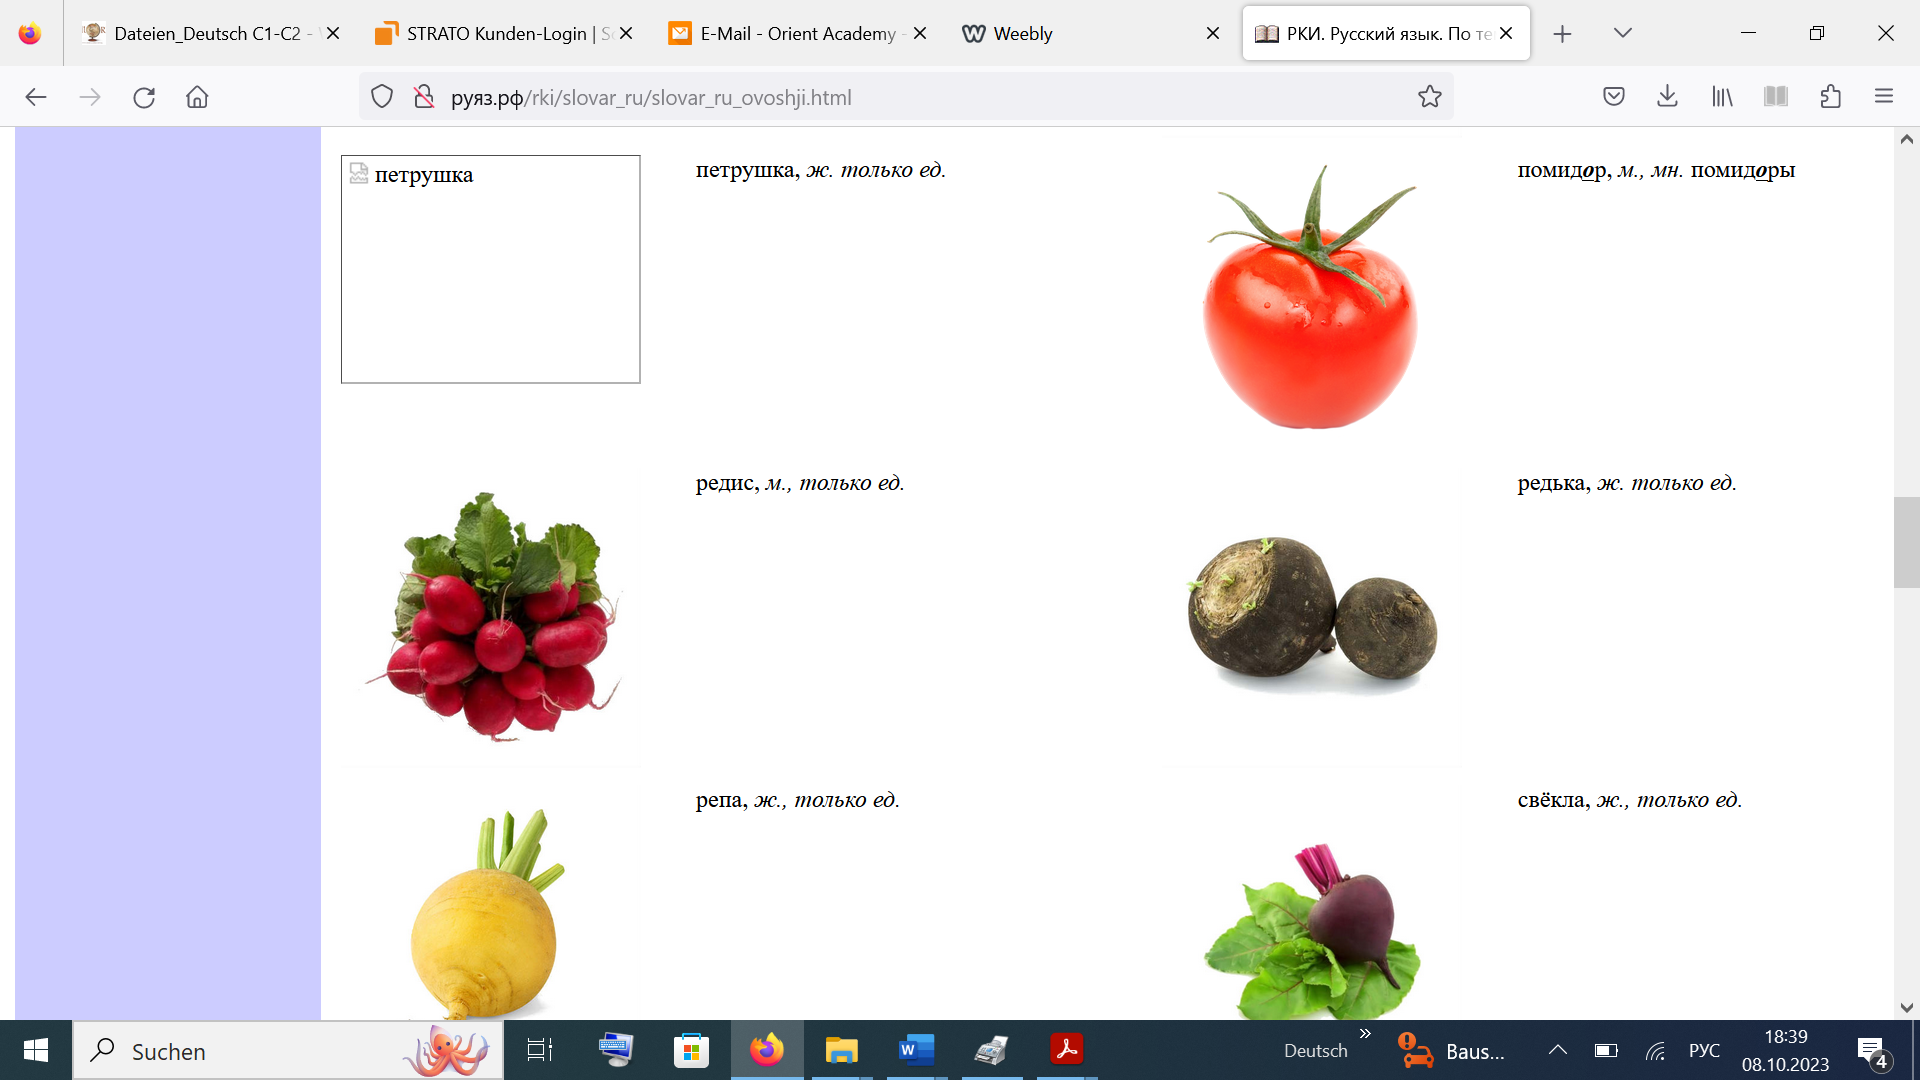 Dateien_Deutsch C1-C2 -
STRATO Kunden-Login |
E-Mail - Orient Academy -
Weebly
РКИ. Русский язык. По те
руяз.рф/rki/slovar_ru/slovar_ru_ovoshji.html
петрушка
петрушка, ж. только ед.
помидор, м., мн. помидоры
редис, м., только ед.
редька, ж. только ед.
репа, ж., только ед.
свёкла, ж., только ед.
Suchen
Deutsch
»
Baus...
РУС
18:39
08.10.2023
4